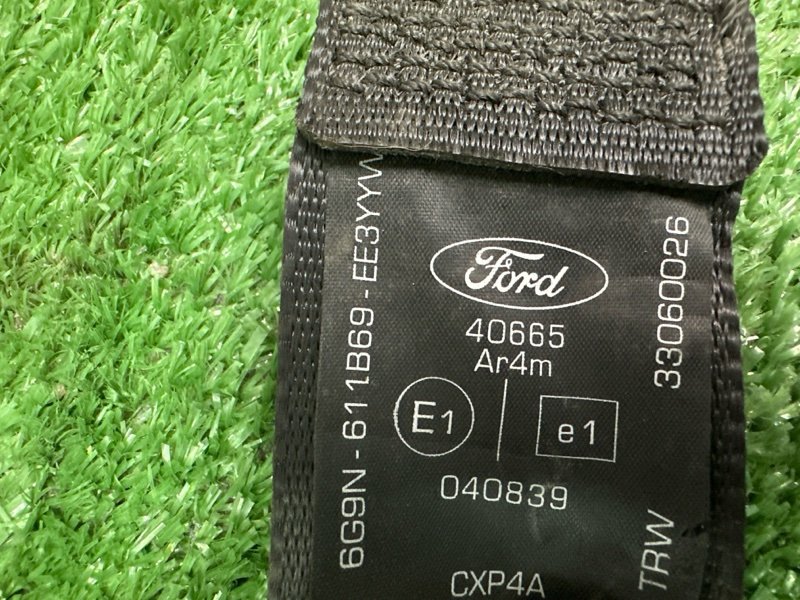 6G9N - 611B69 - EE3YYW
Ford
40665
Ar4m
E1
e1
040839
CXP4A
33060026
TRW